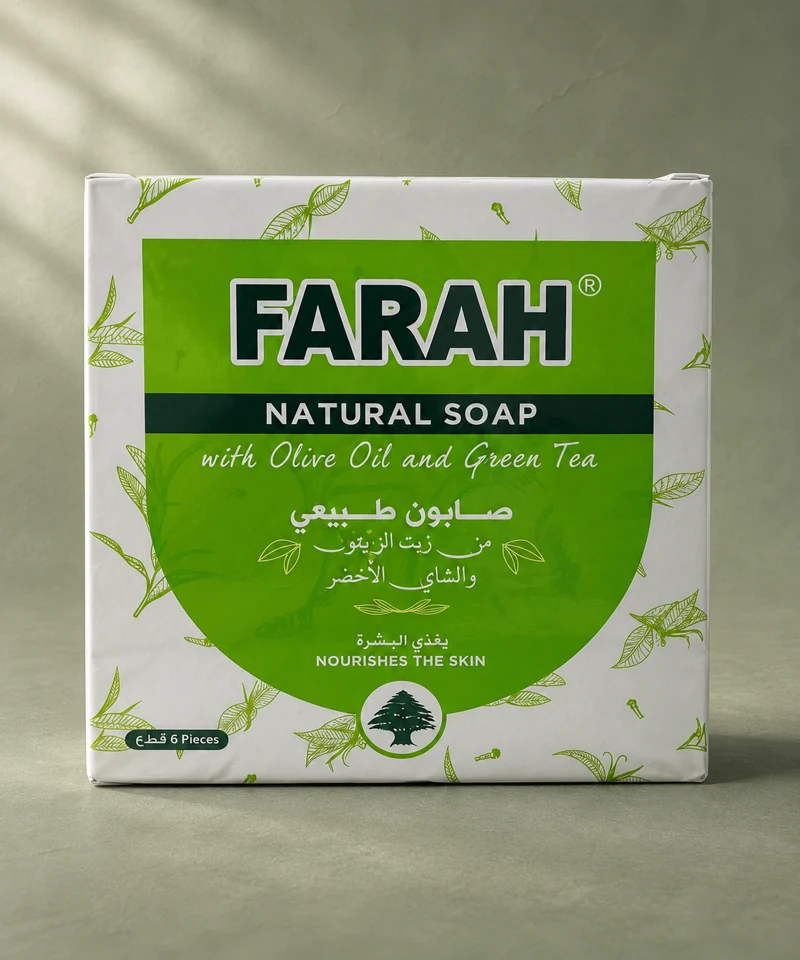 FARAH®
NATURAL SOAP
with Olive Oil and Green Tea
صابون طبيعي
من زيت الزيتون
والشاي الأخضر
يغذي البشرة
NOURISHES THE SKIN
6 Pieces قطع